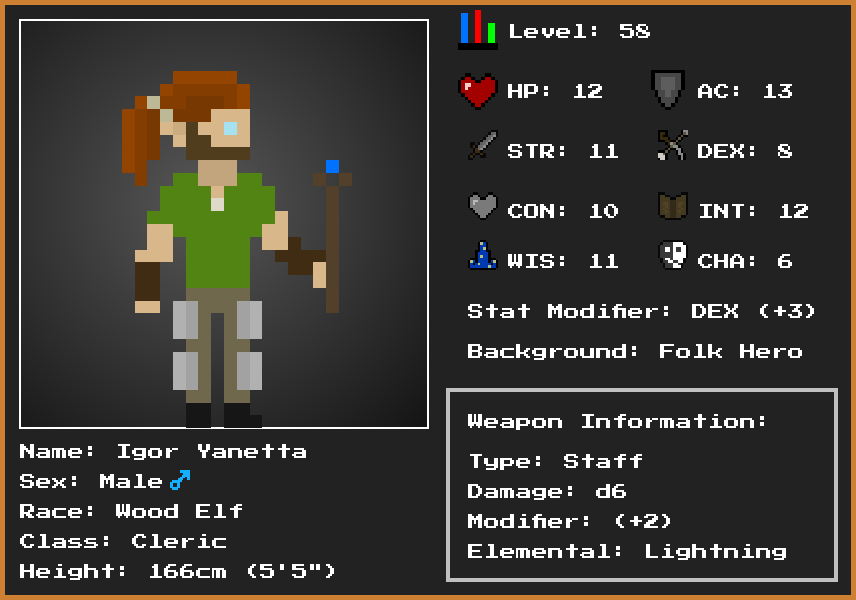 Level: 58
HP: 12 AC: 13
STR: 11 DEX: 8
CON: 10 INT: 12
WIS: 11 CHA: 6
Stat Modifier: DEX (+3)
Background: Folk Hero
Weapon Information:
Type: Staff
Damage: d6
Modifier: (+2)
Elemental: Lightning
Name: Igor Yanetta
Sex: Male♂
Race: Wood Elf
Class: Cleric
Height: 166cm (5'5")